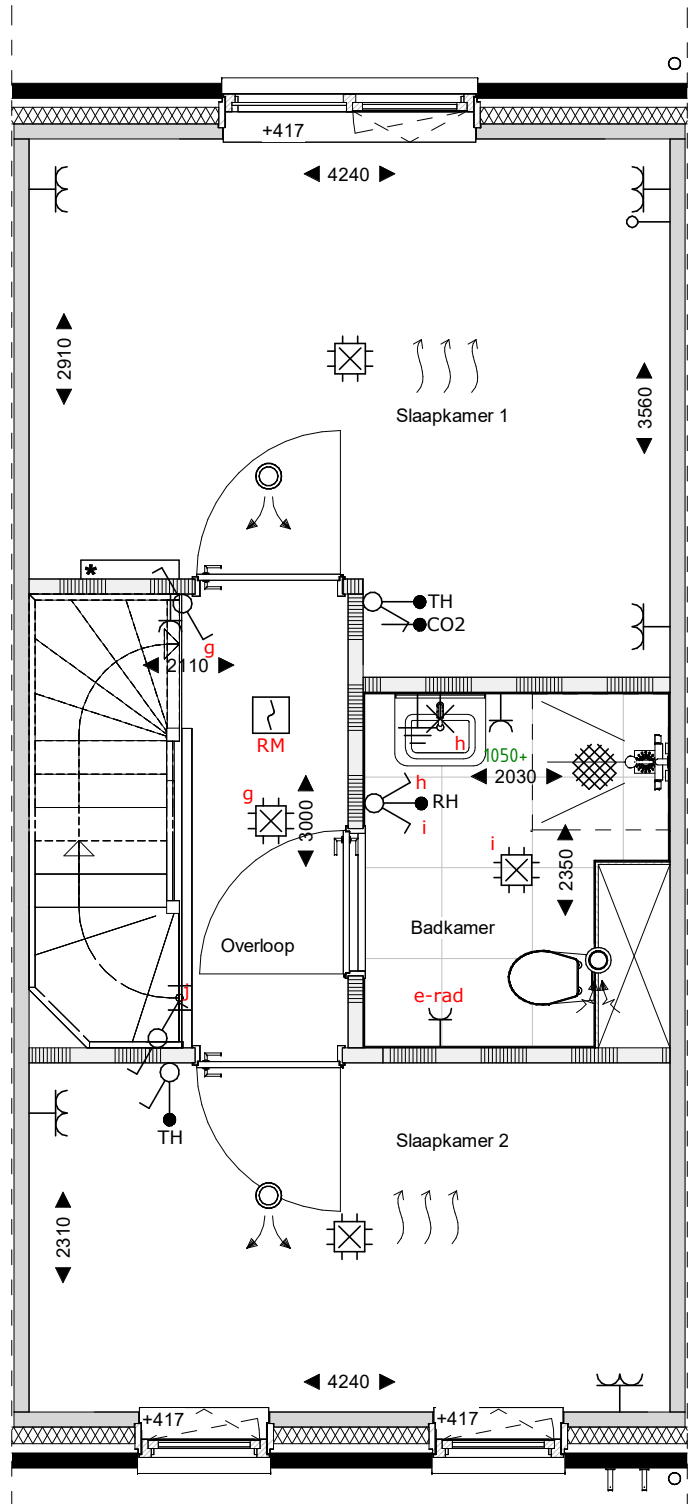 +417
4240
2910
3560
Slaapkamer 1
*
TH
CO2
g
2110
RM
h
1050+
2030
h
RH
i
g
3000
i
2350
Badkamer
Overloop
e-rad
j
TH
Slaapkamer 2
2310
4240
+417
+417